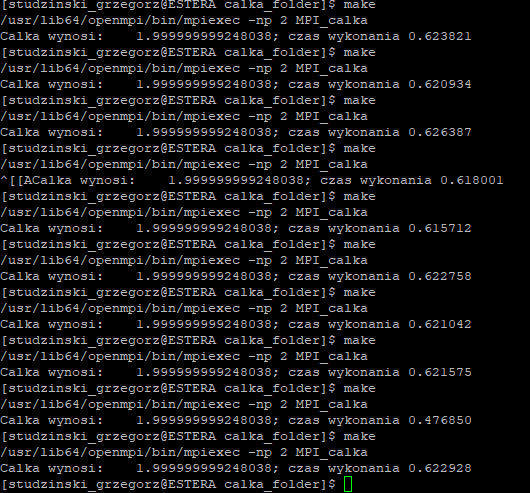 [studzinski_grzegorz@ESTERA calka_folder]$ make
/usr/lib64/openmpi/bin/mpiexec -np 2 MPI_calka
Calka wynosi:    1.999999999248038; czas wykonania 0.623821
[studzinski_grzegorz@ESTERA calka_folder]$ make
/usr/lib64/openmpi/bin/mpiexec -np 2 MPI_calka
Calka wynosi:    1.999999999248038; czas wykonania 0.620934
[studzinski_grzegorz@ESTERA calka_folder]$ make
/usr/lib64/openmpi/bin/mpiexec -np 2 MPI_calka
Calka wynosi:    1.999999999248038; czas wykonania 0.626387
[studzinski_grzegorz@ESTERA calka_folder]$ make
/usr/lib64/openmpi/bin/mpiexec -np 2 MPI_calka
^[[ACalka wynosi:    1.999999999248038; czas wykonania 0.618001
[studzinski_grzegorz@ESTERA calka_folder]$ make
/usr/lib64/openmpi/bin/mpiexec -np 2 MPI_calka
Calka wynosi:    1.999999999248038; czas wykonania 0.615712
[studzinski_grzegorz@ESTERA calka_folder]$ make
/usr/lib64/openmpi/bin/mpiexec -np 2 MPI_calka
Calka wynosi:    1.999999999248038; czas wykonania 0.622758
[studzinski_grzegorz@ESTERA calka_folder]$ make
/usr/lib64/openmpi/bin/mpiexec -np 2 MPI_calka
Calka wynosi:    1.999999999248038; czas wykonania 0.621042
[studzinski_grzegorz@ESTERA calka_folder]$ make
/usr/lib64/openmpi/bin/mpiexec -np 2 MPI_calka
Calka wynosi:    1.999999999248038; czas wykonania 0.621575
[studzinski_grzegorz@ESTERA calka_folder]$ make
/usr/lib64/openmpi/bin/mpiexec -np 2 MPI_calka
Calka wynosi:    1.999999999248038; czas wykonania 0.476850
[studzinski_grzegorz@ESTERA calka_folder]$ make
/usr/lib64/openmpi/bin/mpiexec -np 2 MPI_calka
Calka wynosi:    1.999999999248038; czas wykonania 0.622928
[studzinski_grzegorz@ESTERA calka_folder]$